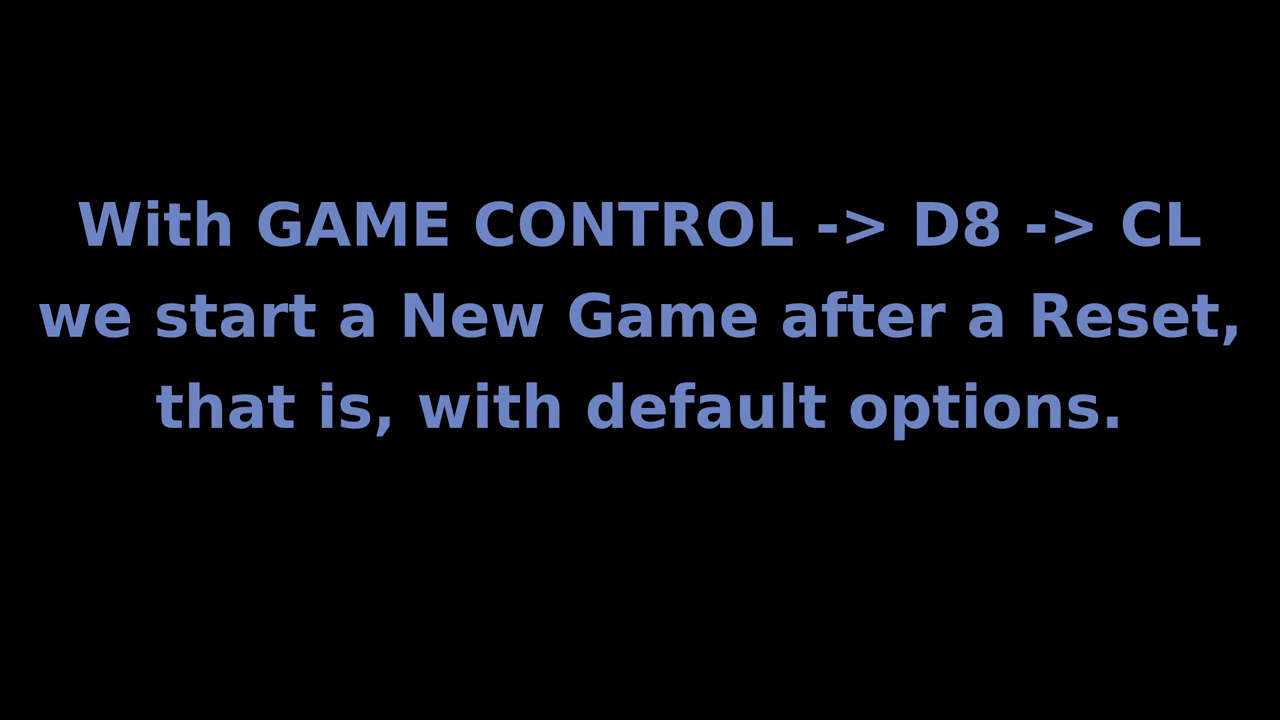 With GAME CONTROL -> D8 -> CL
we start a New Game after a Reset,
that is, with default options.